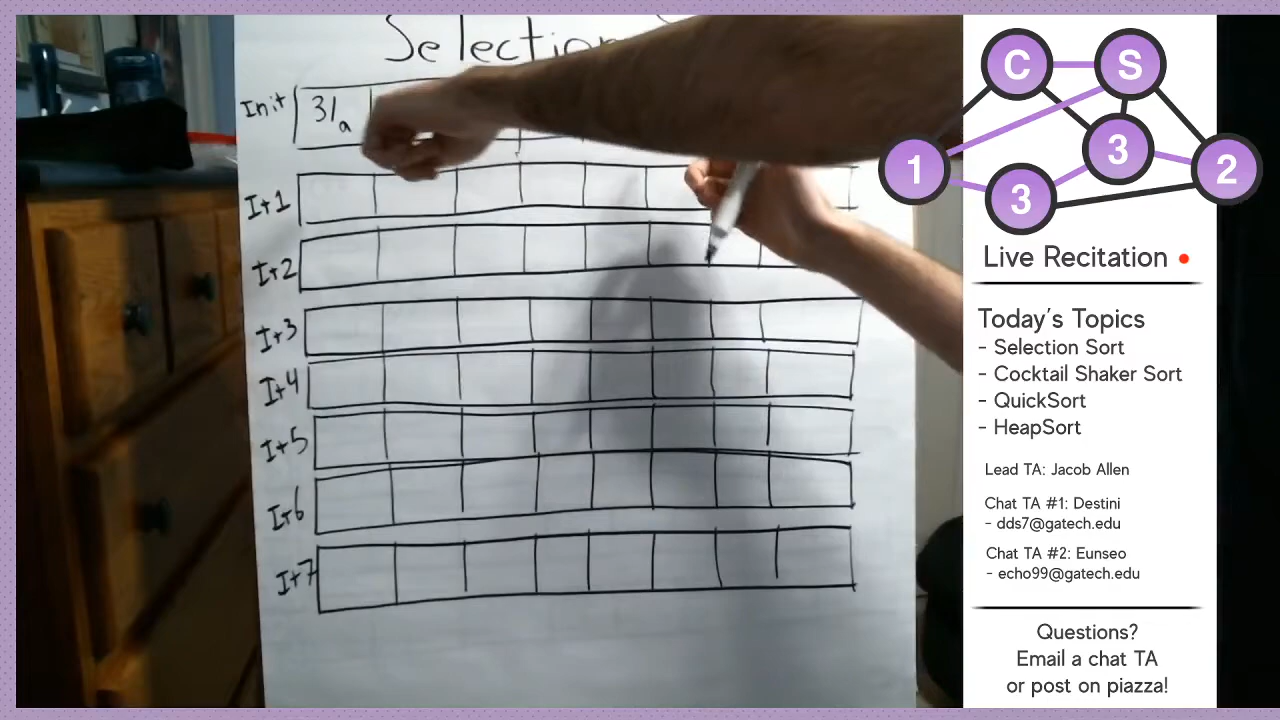 Selection
Init 31a
It1
It2
It3
It4
It5
It6
It7
C S
1 3 3 2
Live Recitation
Today's Topics
- Selection Sort
- Cocktail Shaker Sort
- QuickSort
- HeapSort
Lead TA: Jacob Allen
Chat TA #1: Destini
- dds7@gatech.edu
Chat TA #2: Eunseo
- echo99@gatech.edu
Questions?
Email a chat TA
or post on piazza!